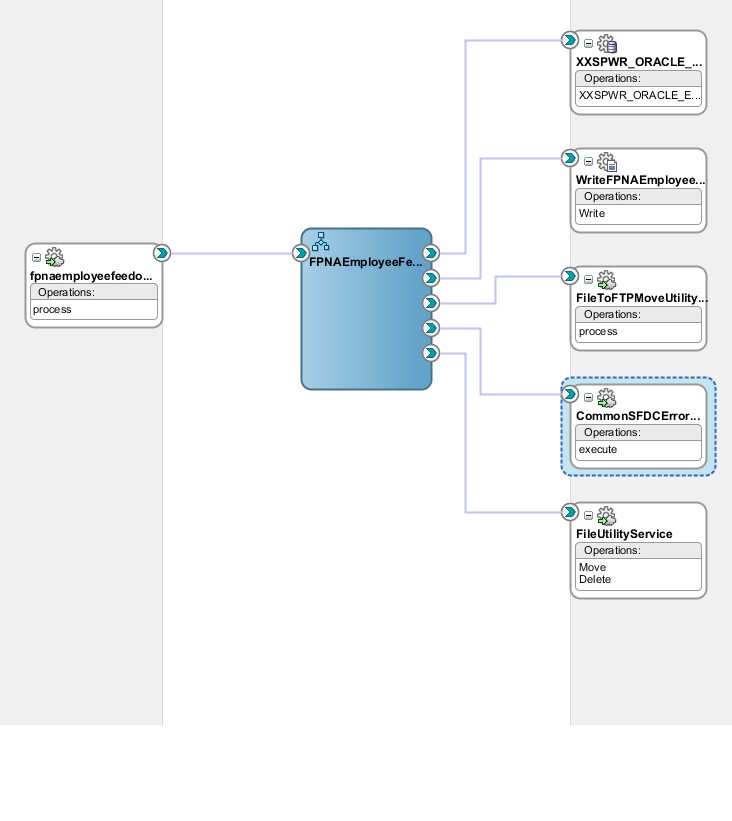 fpnaemployeefeedo...
Operations:
process
FPNAEmployeeFe...
XXSPWR_ORACLE_...
Operations:
XXSPWR_ORACLE_E...
WriteFPNAEmployee...
Operations:
Write
FileToFTPMoveUtility...
Operations:
process
CommonSFDCError...
Operations:
execute
FileUtilityService
Operations:
Move
Delete